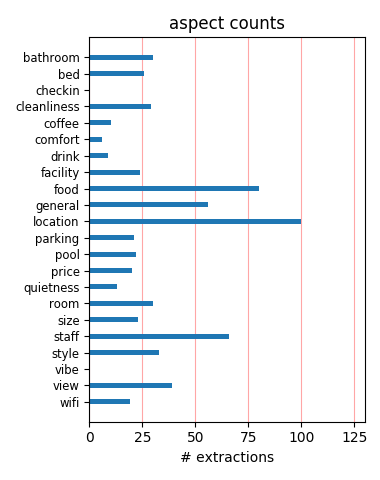 aspect counts
bathroom
bed
checkin
cleanliness
coffee
comfort
drink
facility
food
general
location
parking
pool
price
quietness
room
size
staff
style
vibe
view
wifi
0 25 50 75 100 125
# extractions